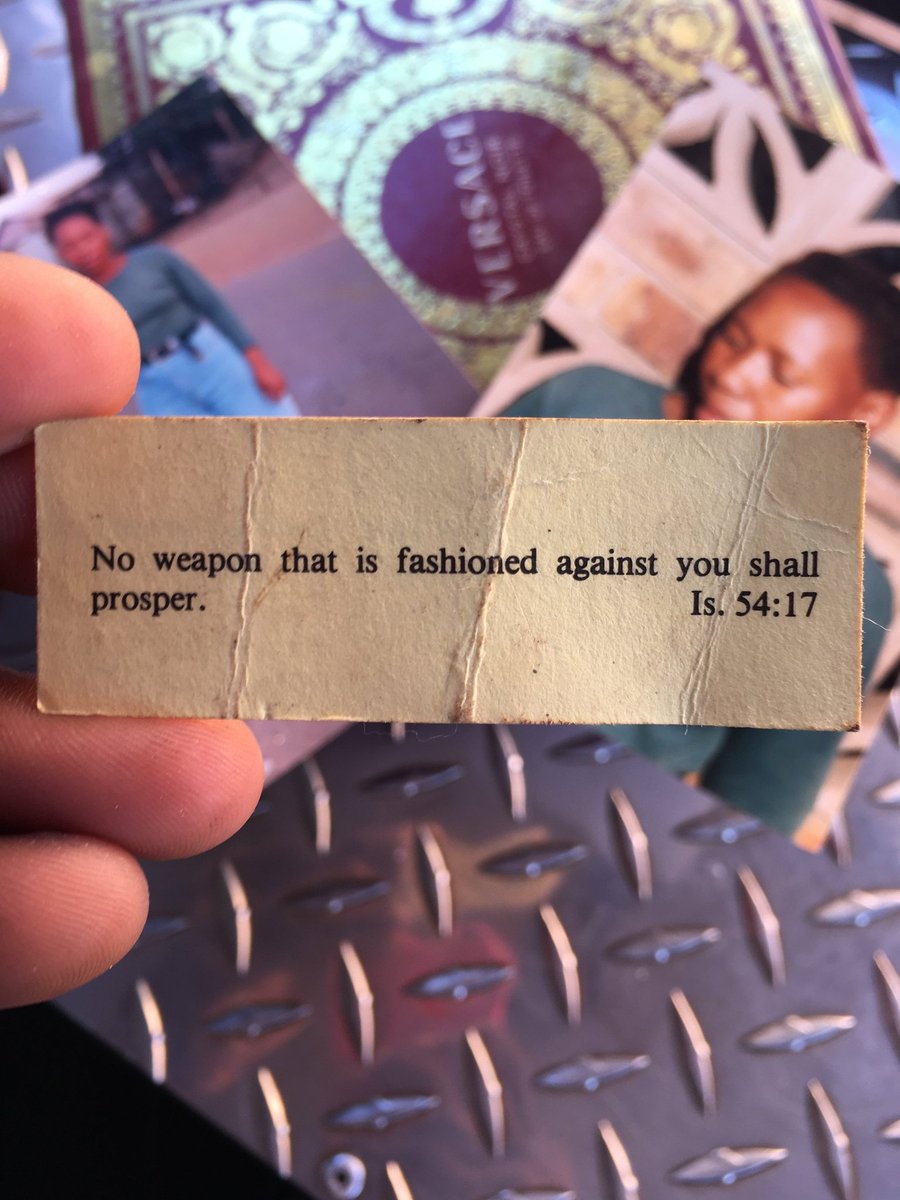 VERSACE
No weapon that is fashioned against you shall
prosper. Is. 54:17